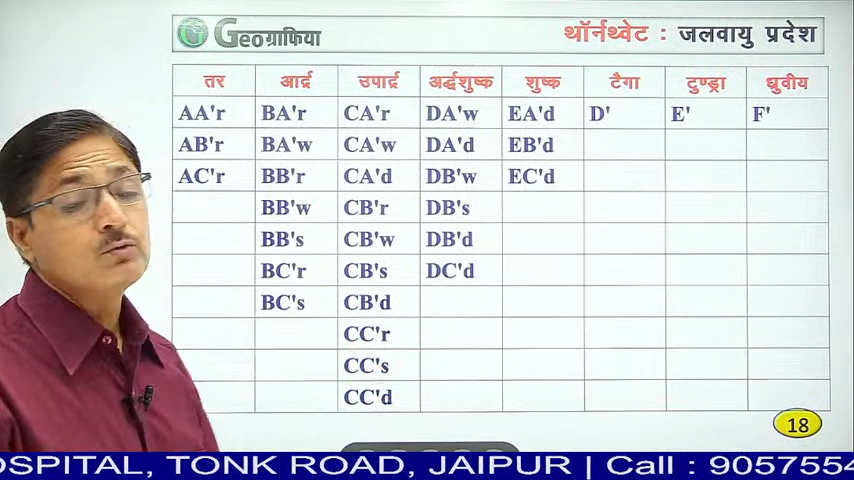 Geoग्राफिया
थॉर्नथ्वेट : जलवायु प्रदेश
तर आर्द्र उपार्द्र अर्द्धशुष्क शुष्क टैगा टुण्ड्रा ध्रुवीय
AA'r BA'r CA'r DA'w EA'd D' E' F'
AB'r BA'w CA'w DA'd EB'd
AC'r BB'r CA'd DB'w EC'd
BB'w CB'r DB's
BB's CB'w DB'd
BC'r CB's DC'd
BC's CB'd
CC'r
CC's
CC'd
18
OSPITAL, TONK ROAD, JAIPUR | Call : 9057554